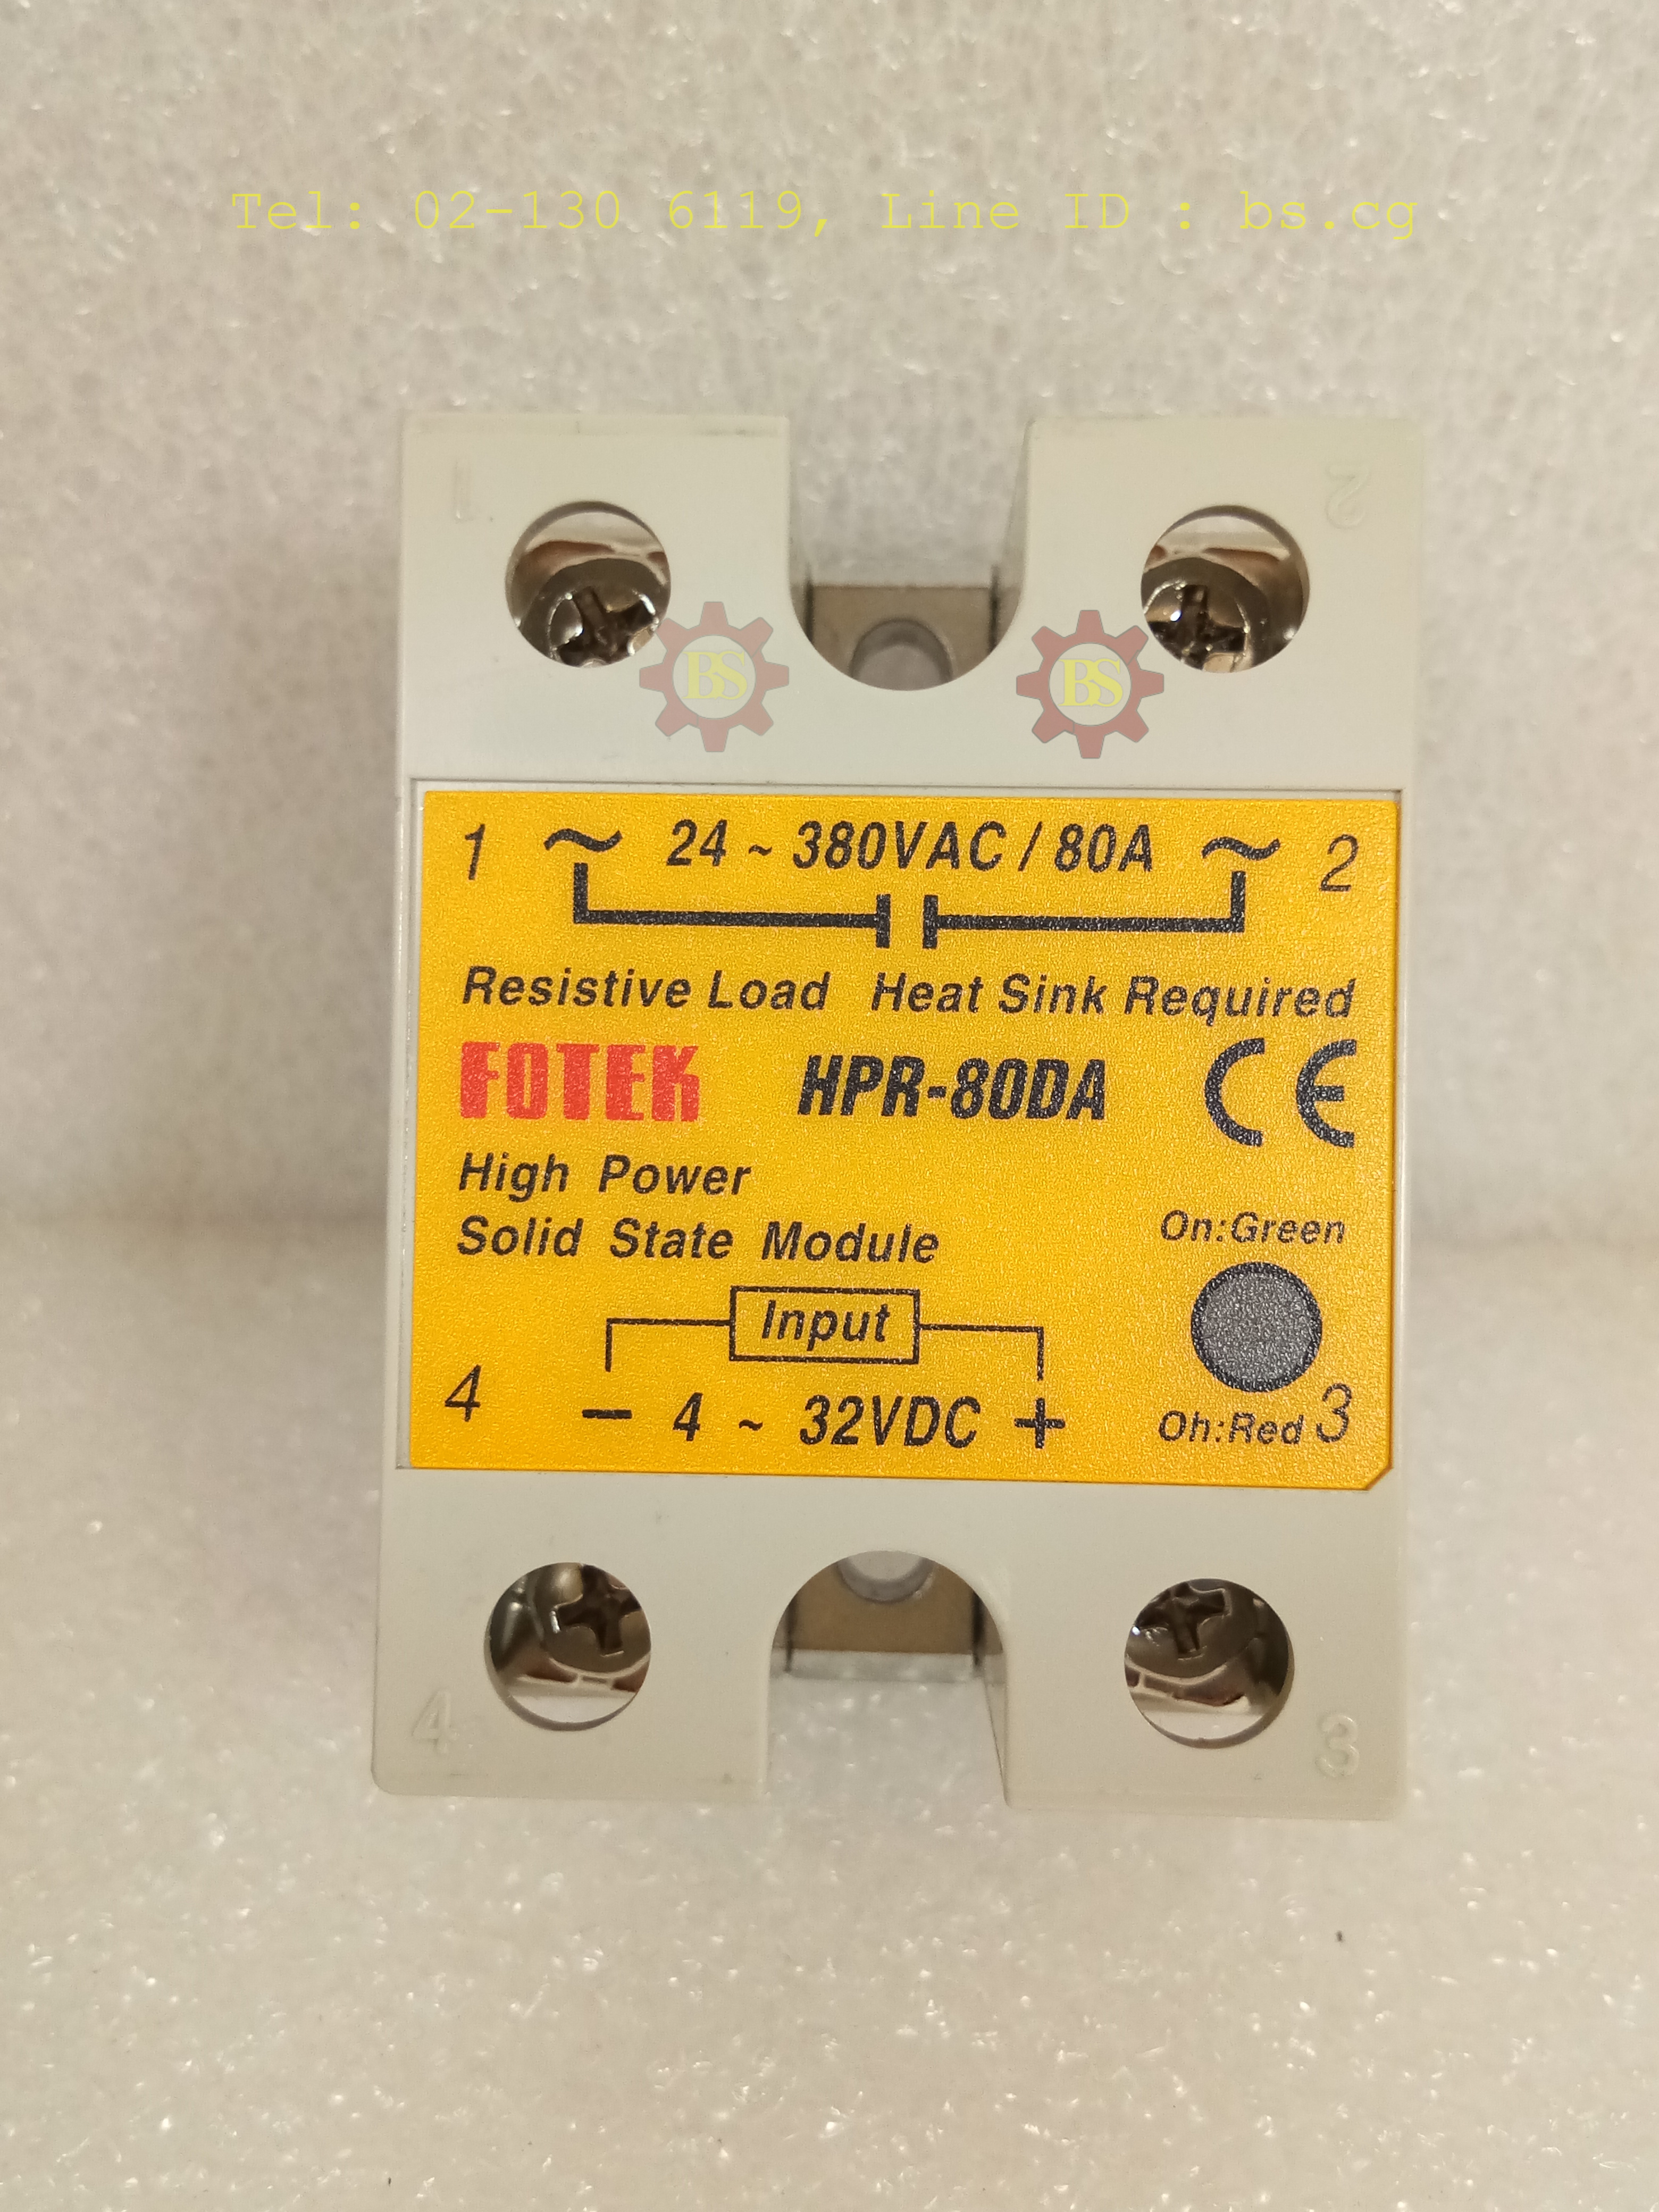 Tel: 02-130 6119, Line ID : bs.cg
1 2
BS BS
1 ~ 24 ~ 380VAC / 80A ~ 2
Resistive Load Heat Sink Required
FOTEK HPR-80DA CE
High Power
Solid State Module
On:Green
Input
4 - 4 ~ 32VDC + Oh:Red 3
4 3